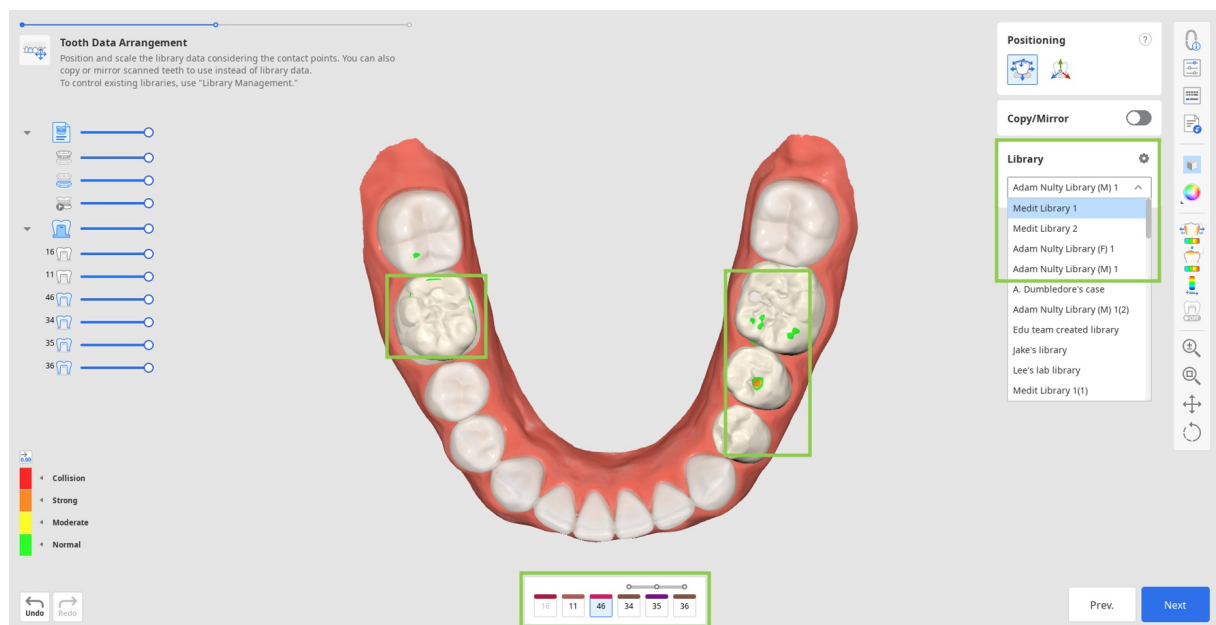 Tooth Data Arrangement
Position and scale the library data considering the contact points. You can also
copy or mirror scanned teeth to use instead of library data.
To control existing libraries, use "Library Management."
16
11
46
34
35
36
0.00
Collision
Strong
Moderate
Normal
Undo
Redo
16 11 46 34 35 36
Positioning
?
Copy/Mirror
Library
Adam Nulty Library (M) 1
Medit Library 1
Medit Library 2
Adam Nulty Library (F) 1
Adam Nulty Library (M) 1
A. Dumbledore's case
Adam Nulty Library (M) 1(2)
Edu team created library
Jake's library
Lee's lab library
Medit Library 1(1)
Prev.
Next